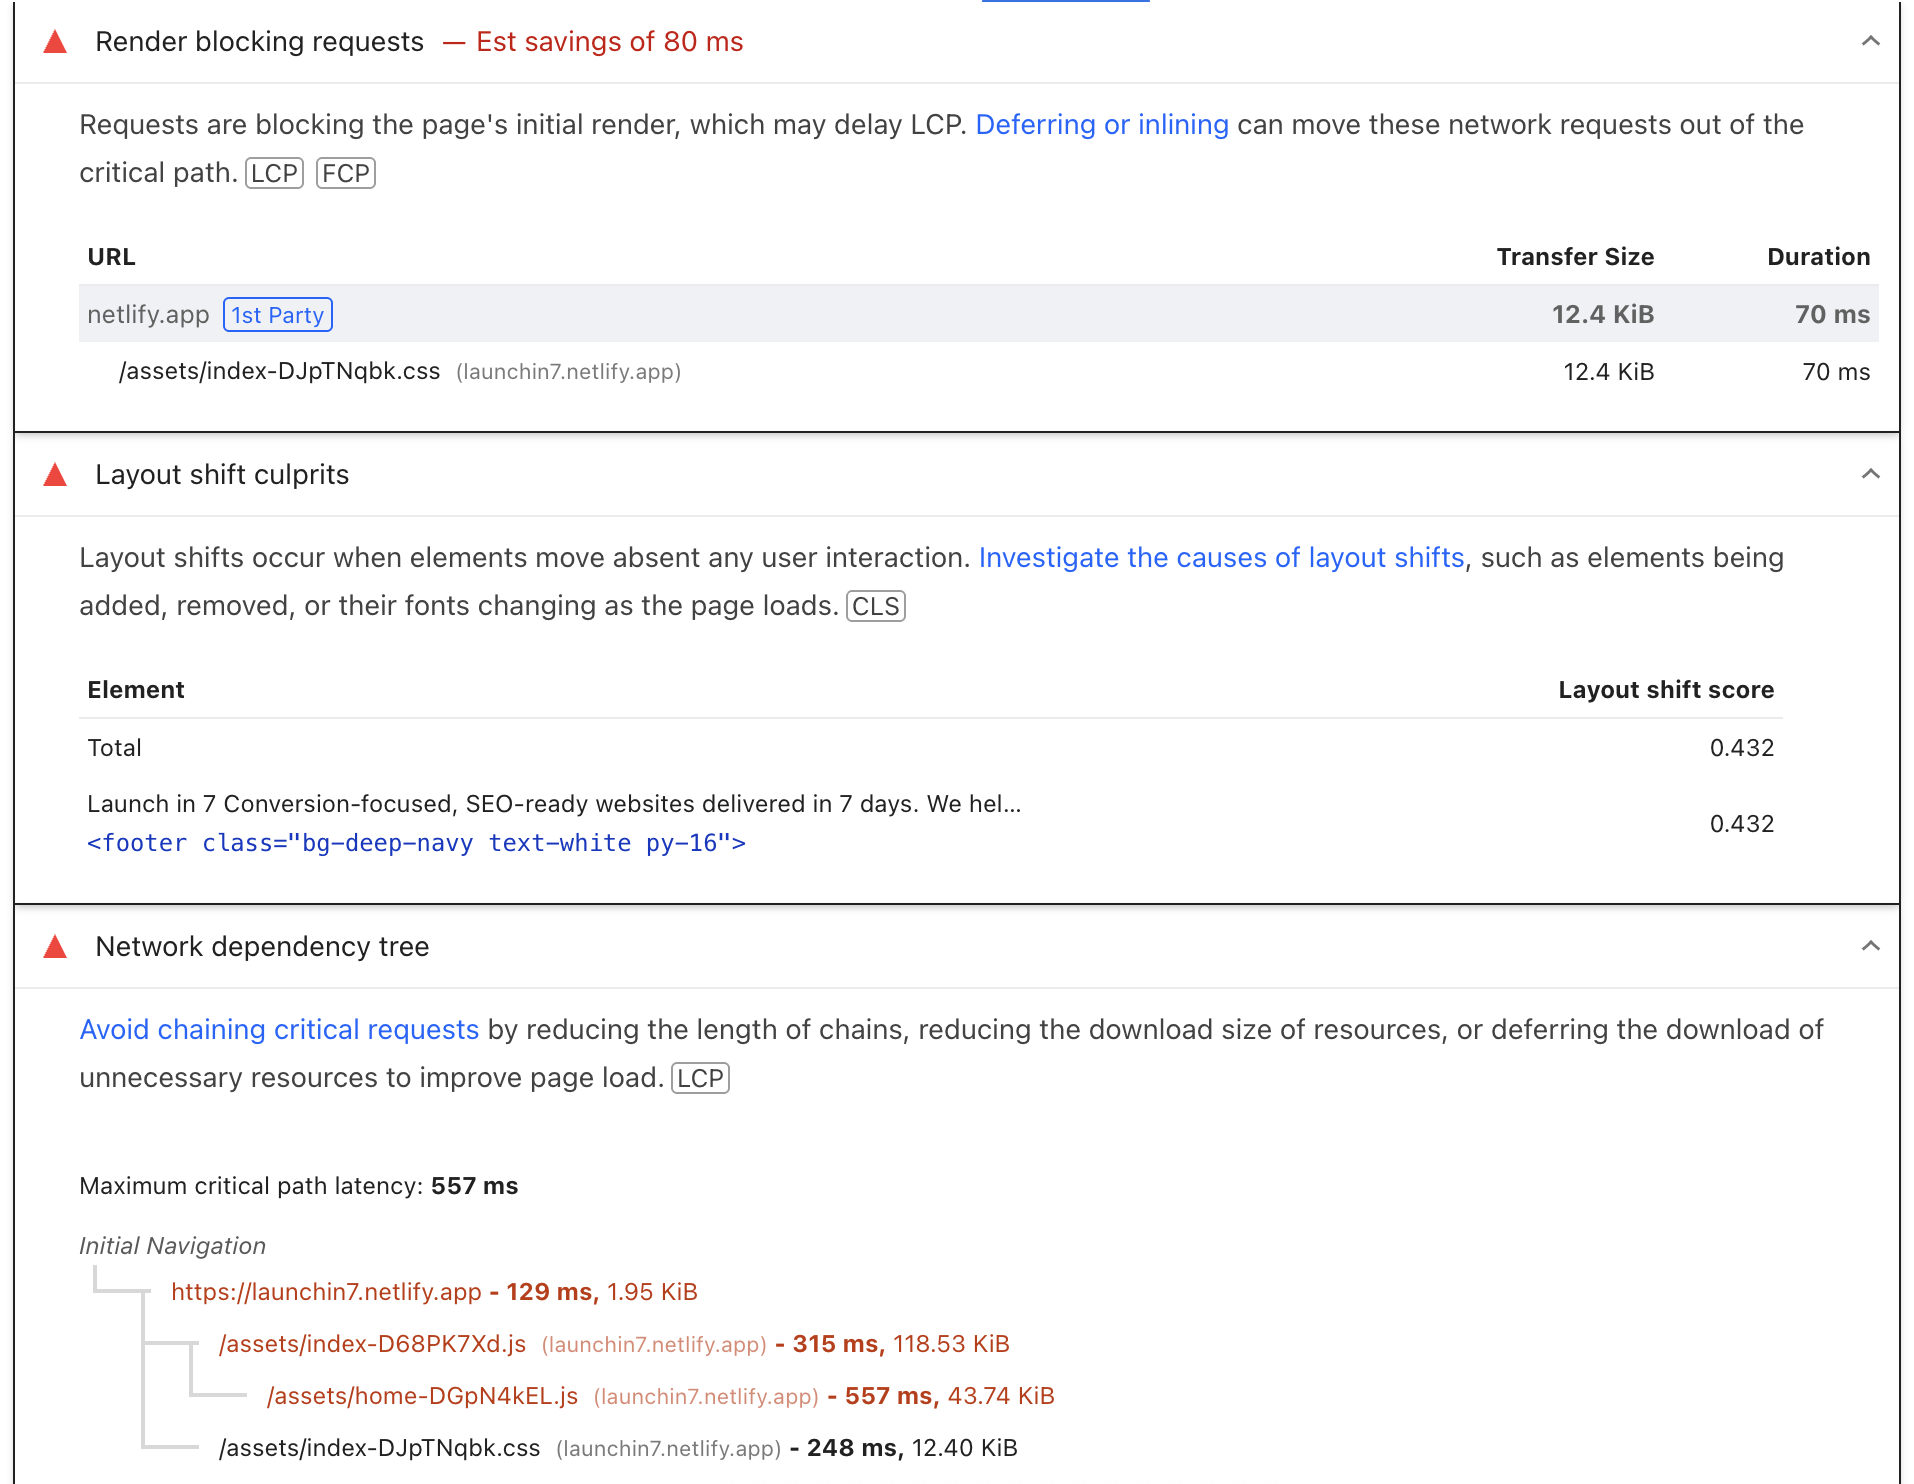 Render blocking requests — Est savings of 80 ms
Requests are blocking the page's initial render, which may delay LCP. Deferring or inlining can move these network requests out of the
critical path. LCP FCP
URL Transfer Size Duration
netlify.app 1st Party 12.4 KiB 70 ms
/assets/index-DJpTNqbk.css (launchin7.netlify.app) 12.4 KiB 70 ms
Layout shift culprits
Layout shifts occur when elements move absent any user interaction. Investigate the causes of layout shifts, such as elements being
added, removed, or their fonts changing as the page loads. CLS
Element Layout shift score
Total 0.432
Launch in 7 Conversion-focused, SEO-ready websites delivered in 7 days. We hel...
<footer class="bg-deep-navy text-white py-16"> 0.432
Network dependency tree
Avoid chaining critical requests by reducing the length of chains, reducing the download size of resources, or deferring the download of
unnecessary resources to improve page load. LCP
Maximum critical path latency: 557 ms
Initial Navigation
https://launchin7.netlify.app - 129 ms, 1.95 KiB
/assets/index-D68PK7Xd.js (launchin7.netlify.app) - 315 ms, 118.53 KiB
/assets/home-DGpN4kEL.js (launchin7.netlify.app) - 557 ms, 43.74 KiB
/assets/index-DJpTNqbk.css (launchin7.netlify.app) - 248 ms, 12.40 KiB